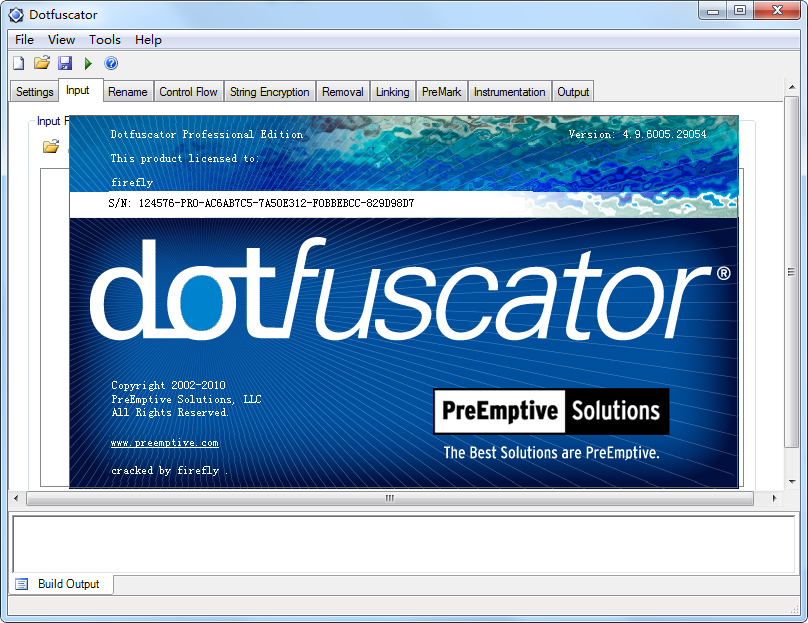 Dotfuscator
File View Tools Help
Settings Input Rename Control Flow String Encryption Removal Linking PreMark Instrumentation Output
Input F
Dotfuscator Professional Edition Version: 4.9.6005.29054
This product licensed to:
firefly
S/N: 124576-PRO-AC6AB7C5-7A50E312-F0BBEBCC-829D98D7
dotfuscator®
Copyright 2002-2010
PreEmptive Solutions, LLC
All Rights Reserved.
PreEmptive Solutions
www.preemptive.com
The Best Solutions are PreEmptive.
cracked by firefly .
Build Output